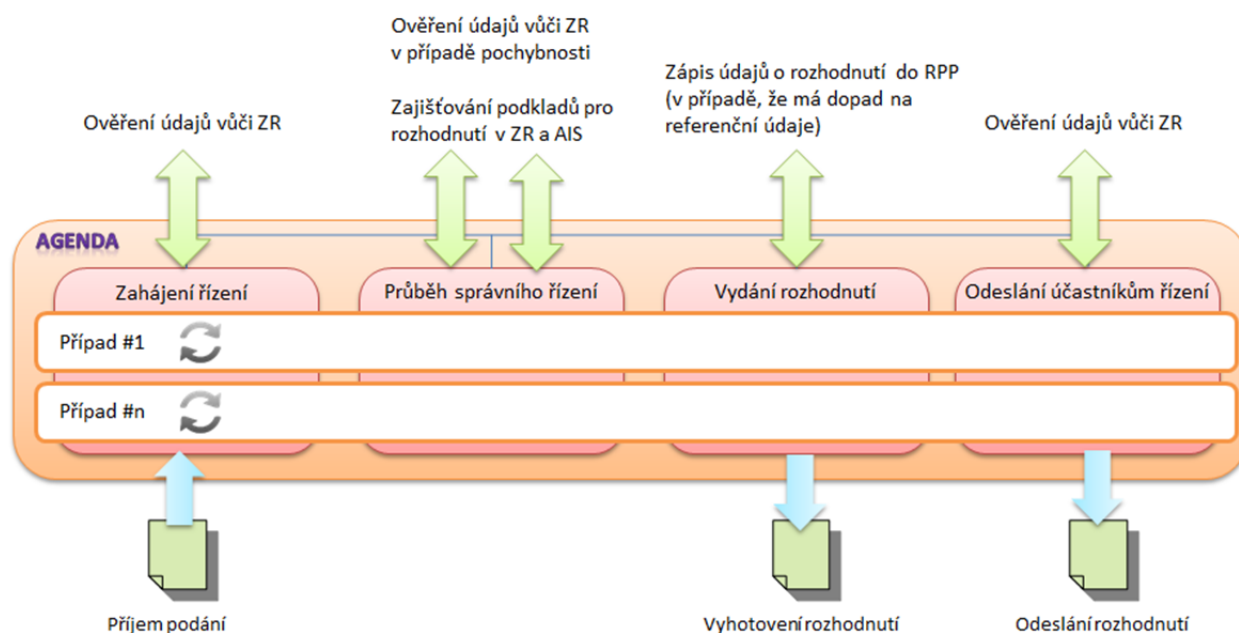 Ověření údajů vůči ZR
Ověření údajů vůči ZR
v případě pochybnosti
Zajišťování podkladů pro
rozhodnutí v ZR a AIS
Zápis údajů o rozhodnutí do RPP
(v případě, že má dopad na
referenční údaje)
Ověření údajů vůči ZR
AGENDA
Zahájení řízení
Průběh správního řízení
Vydání rozhodnutí
Odeslání účastníkům řízení
Případ #1
Případ #n
Příjem podání
Vyhotovení rozhodnutí
Odeslání rozhodnutí